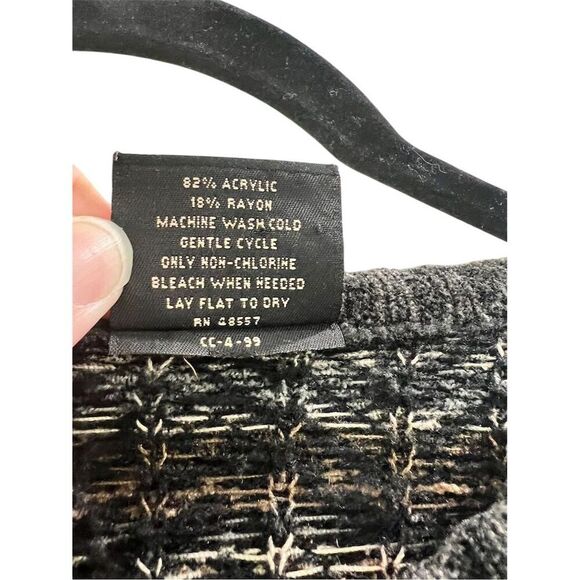 82% ACRYLIC
18% RAYON
MACHINE WASH COLD
GENTLE CYCLE
ONLY NON-CHLORINE
BLEACH WHEN NEEDED
LAY FLAT TO DRY
RN 48557
CC-4-99